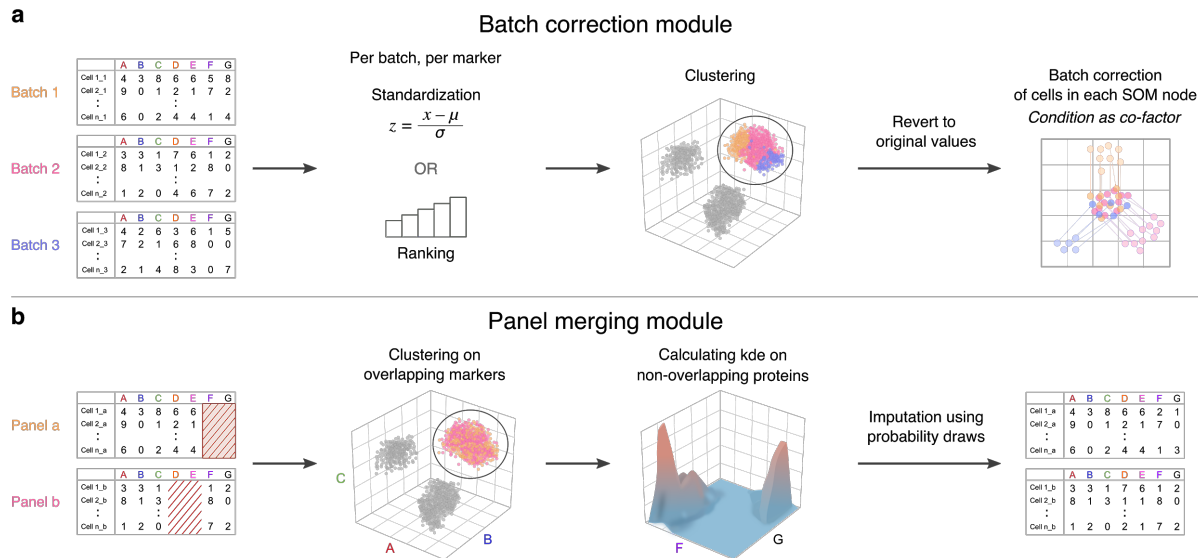 a
Batch correction module
Batch 1
A B C D E F G
Cell 1_1 4 3 8 6 6 5 8
Cell 2_1 9 0 1 2 1 7 2
⋮
Cell n_1 6 0 2 4 4 1 4
Batch 2
A B C D E F G
Cell 1_2 3 3 1 7 6 1 2
Cell 2_2 8 1 3 1 2 8 0
⋮
Cell n_2 1 2 0 4 6 7 2
Batch 3
A B C D E F G
Cell 1_3 4 2 6 3 6 1 5
Cell 2_3 7 2 1 6 8 0 0
⋮
Cell n_3 2 1 4 8 3 0 7
Per batch, per marker
Standardization
z = x − μ / σ
OR
Ranking
Clustering
Revert to
original values
Batch correction
of cells in each SOM node
Condition as co-factor
b
Panel merging module
Panel a
A B C D E F G
Cell 1_a 4 3 8 6 6
Cell 2_a 9 0 1 2 1
⋮
Cell n_a 6 0 2 4 4
Panel b
A B C D E F G
Cell 1_b 3 3 1 1 2
Cell 2_b 8 1 3 8 0
⋮
Cell n_b 1 2 0 7 2
Clustering on
overlapping markers
C
A
B
Calculating kde on
non-overlapping proteins
F
G
Imputation using
probability draws
A B C D E F G
Cell 1_a 4 3 8 6 6 2 1
Cell 2_a 9 0 1 2 1 7 0
⋮
Cell n_a 6 0 2 4 4 1 3
A B C D E F G
Cell 1_b 3 3 1 7 6 1 2
Cell 2_b 8 1 3 1 1 8 0
⋮
Cell n_b 1 2 0 2 1 7 2